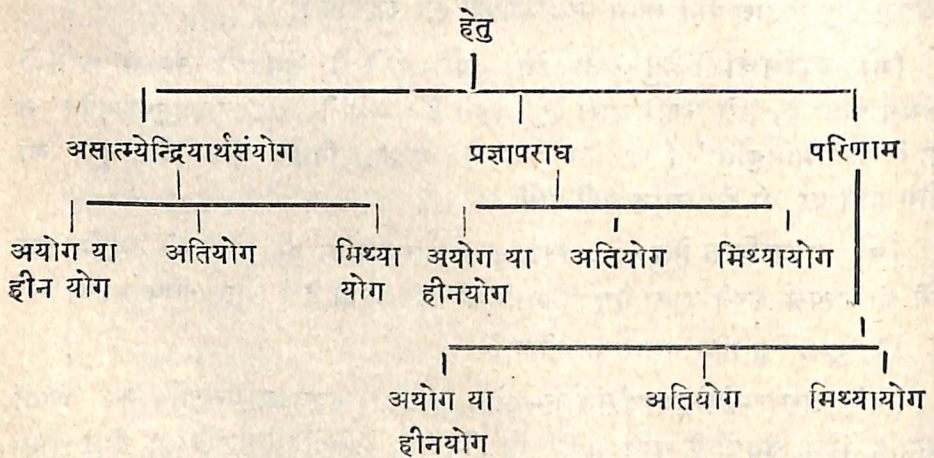 हेतु
असात्म्येन्द्रियार्थसंयोग प्रज्ञापराध परिणाम
अयोग या अतियोग मिथ्या अयोग या अतियोग मिथ्यायोग
हीन योग योग हीनयोग
अयोग या अतियोग मिथ्यायोग
हीनयोग